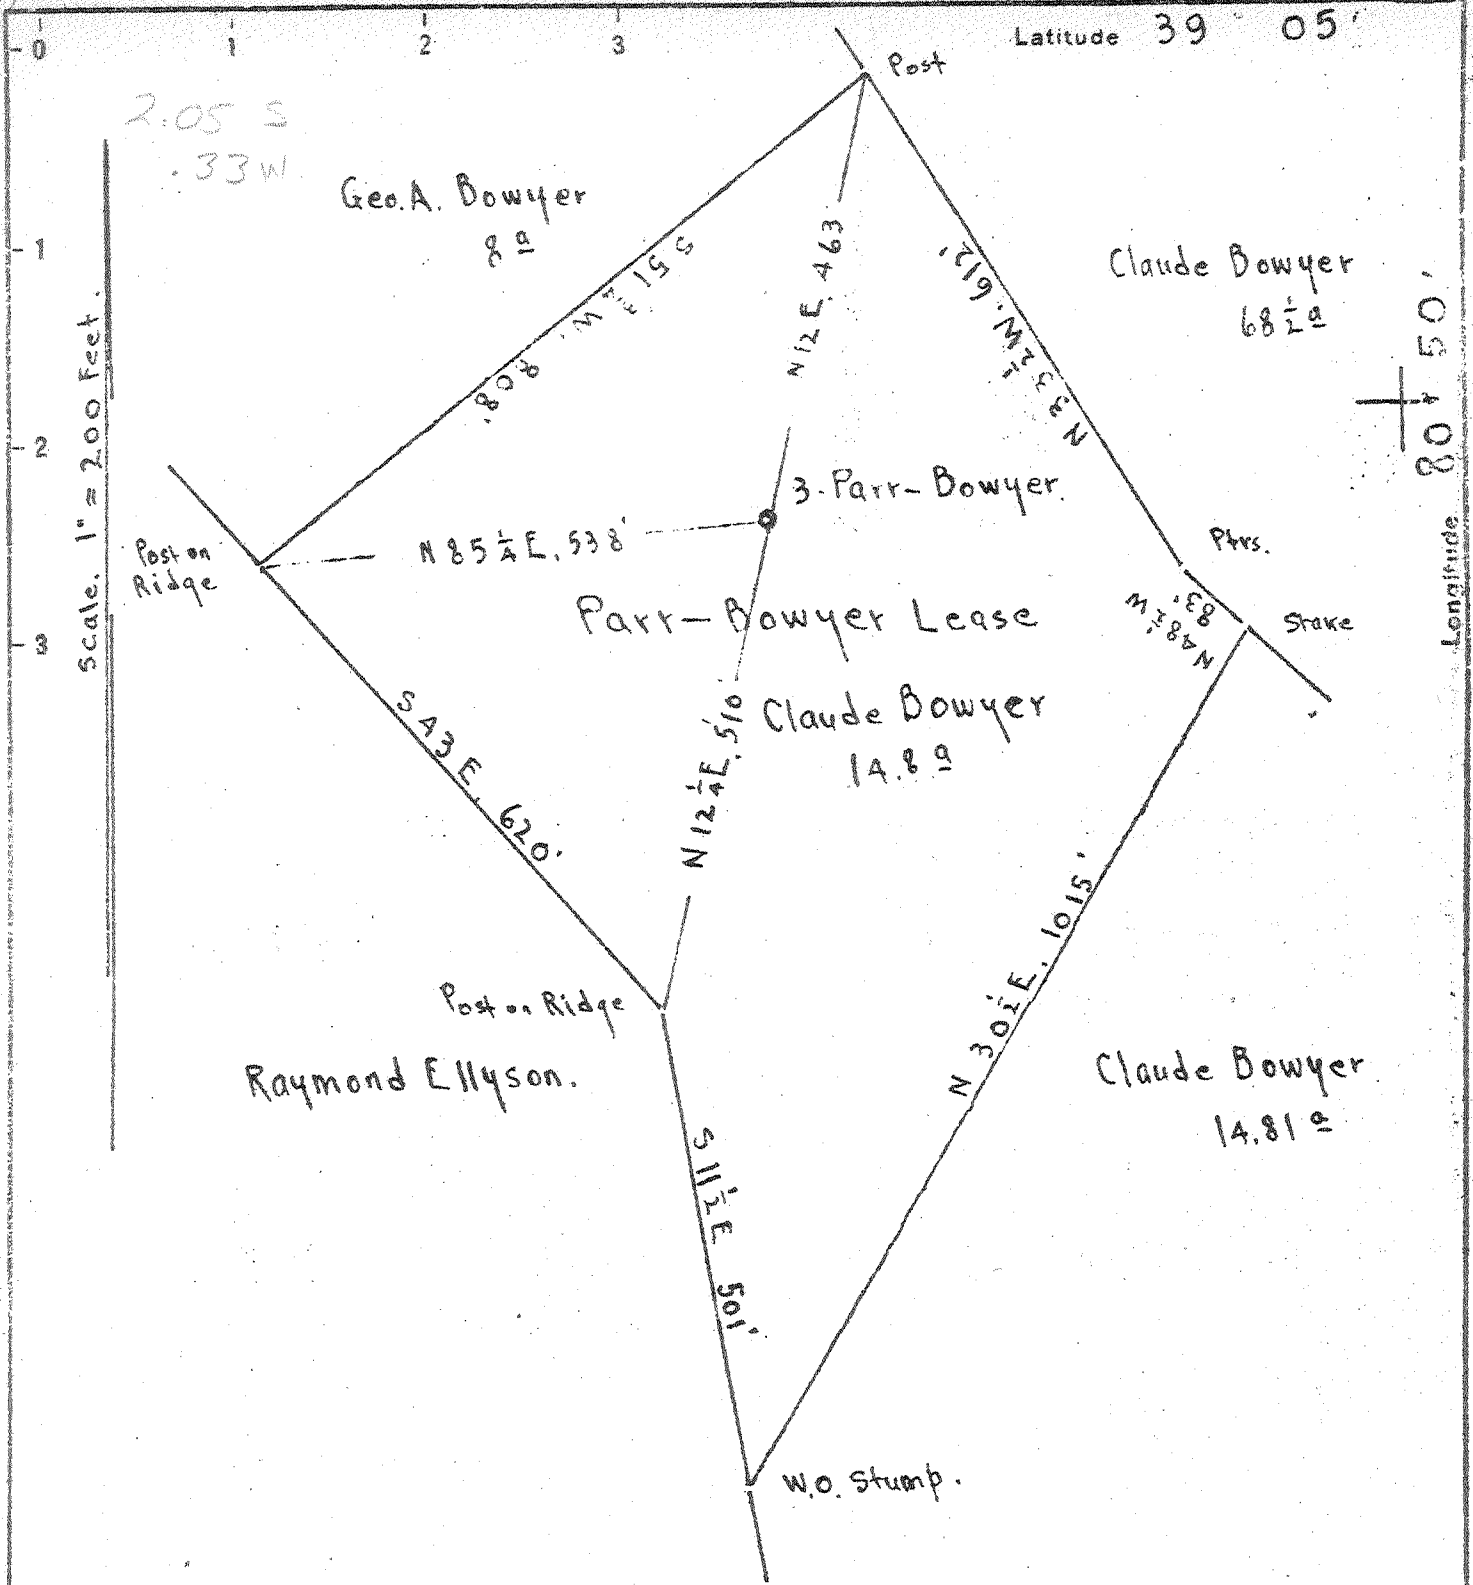 0 1 2 3
Latitude 39° 05'
Post
2.05 S
.33 W
Geo. A. Bowyer
8 a
1
S 51 3/4 W. 808'
N 12 E. 463
N 33 1/2 W. 612'
Claude Bowyer
68 1/2 a
Longitude 80° 50'
Scale. 1" = 200 Feet.
2
3-Parr-Bowyer.
Post on
Ridge
N 85 1/4 E, 538'
Ptrs.
N 48 1/2 W
83'
Stake
3
Parr-Bowyer Lease
Claude Bowyer
14.8 a
S 43 E, 620'
N 12 1/4 E, 510'
N 30 1/2 E, 1015'
Post on Ridge
Raymond Ellyson.
Claude Bowyer
14.81 a
S 11 1/2 E 501'
W.O. Stump.